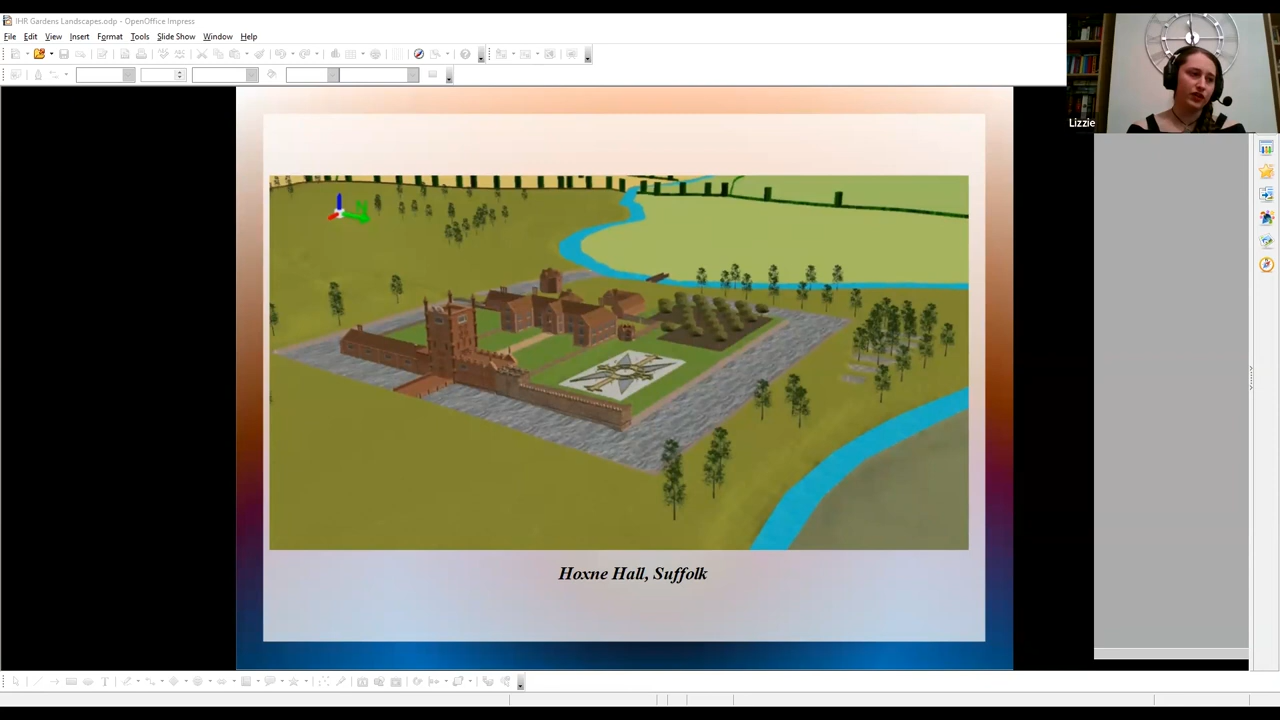 IHR Gardens Landscapes.odp - OpenOffice Impress
File Edit View Insert Format Tools Slide Show Window Help
Lizzie
N
Hoxne Hall, Suffolk